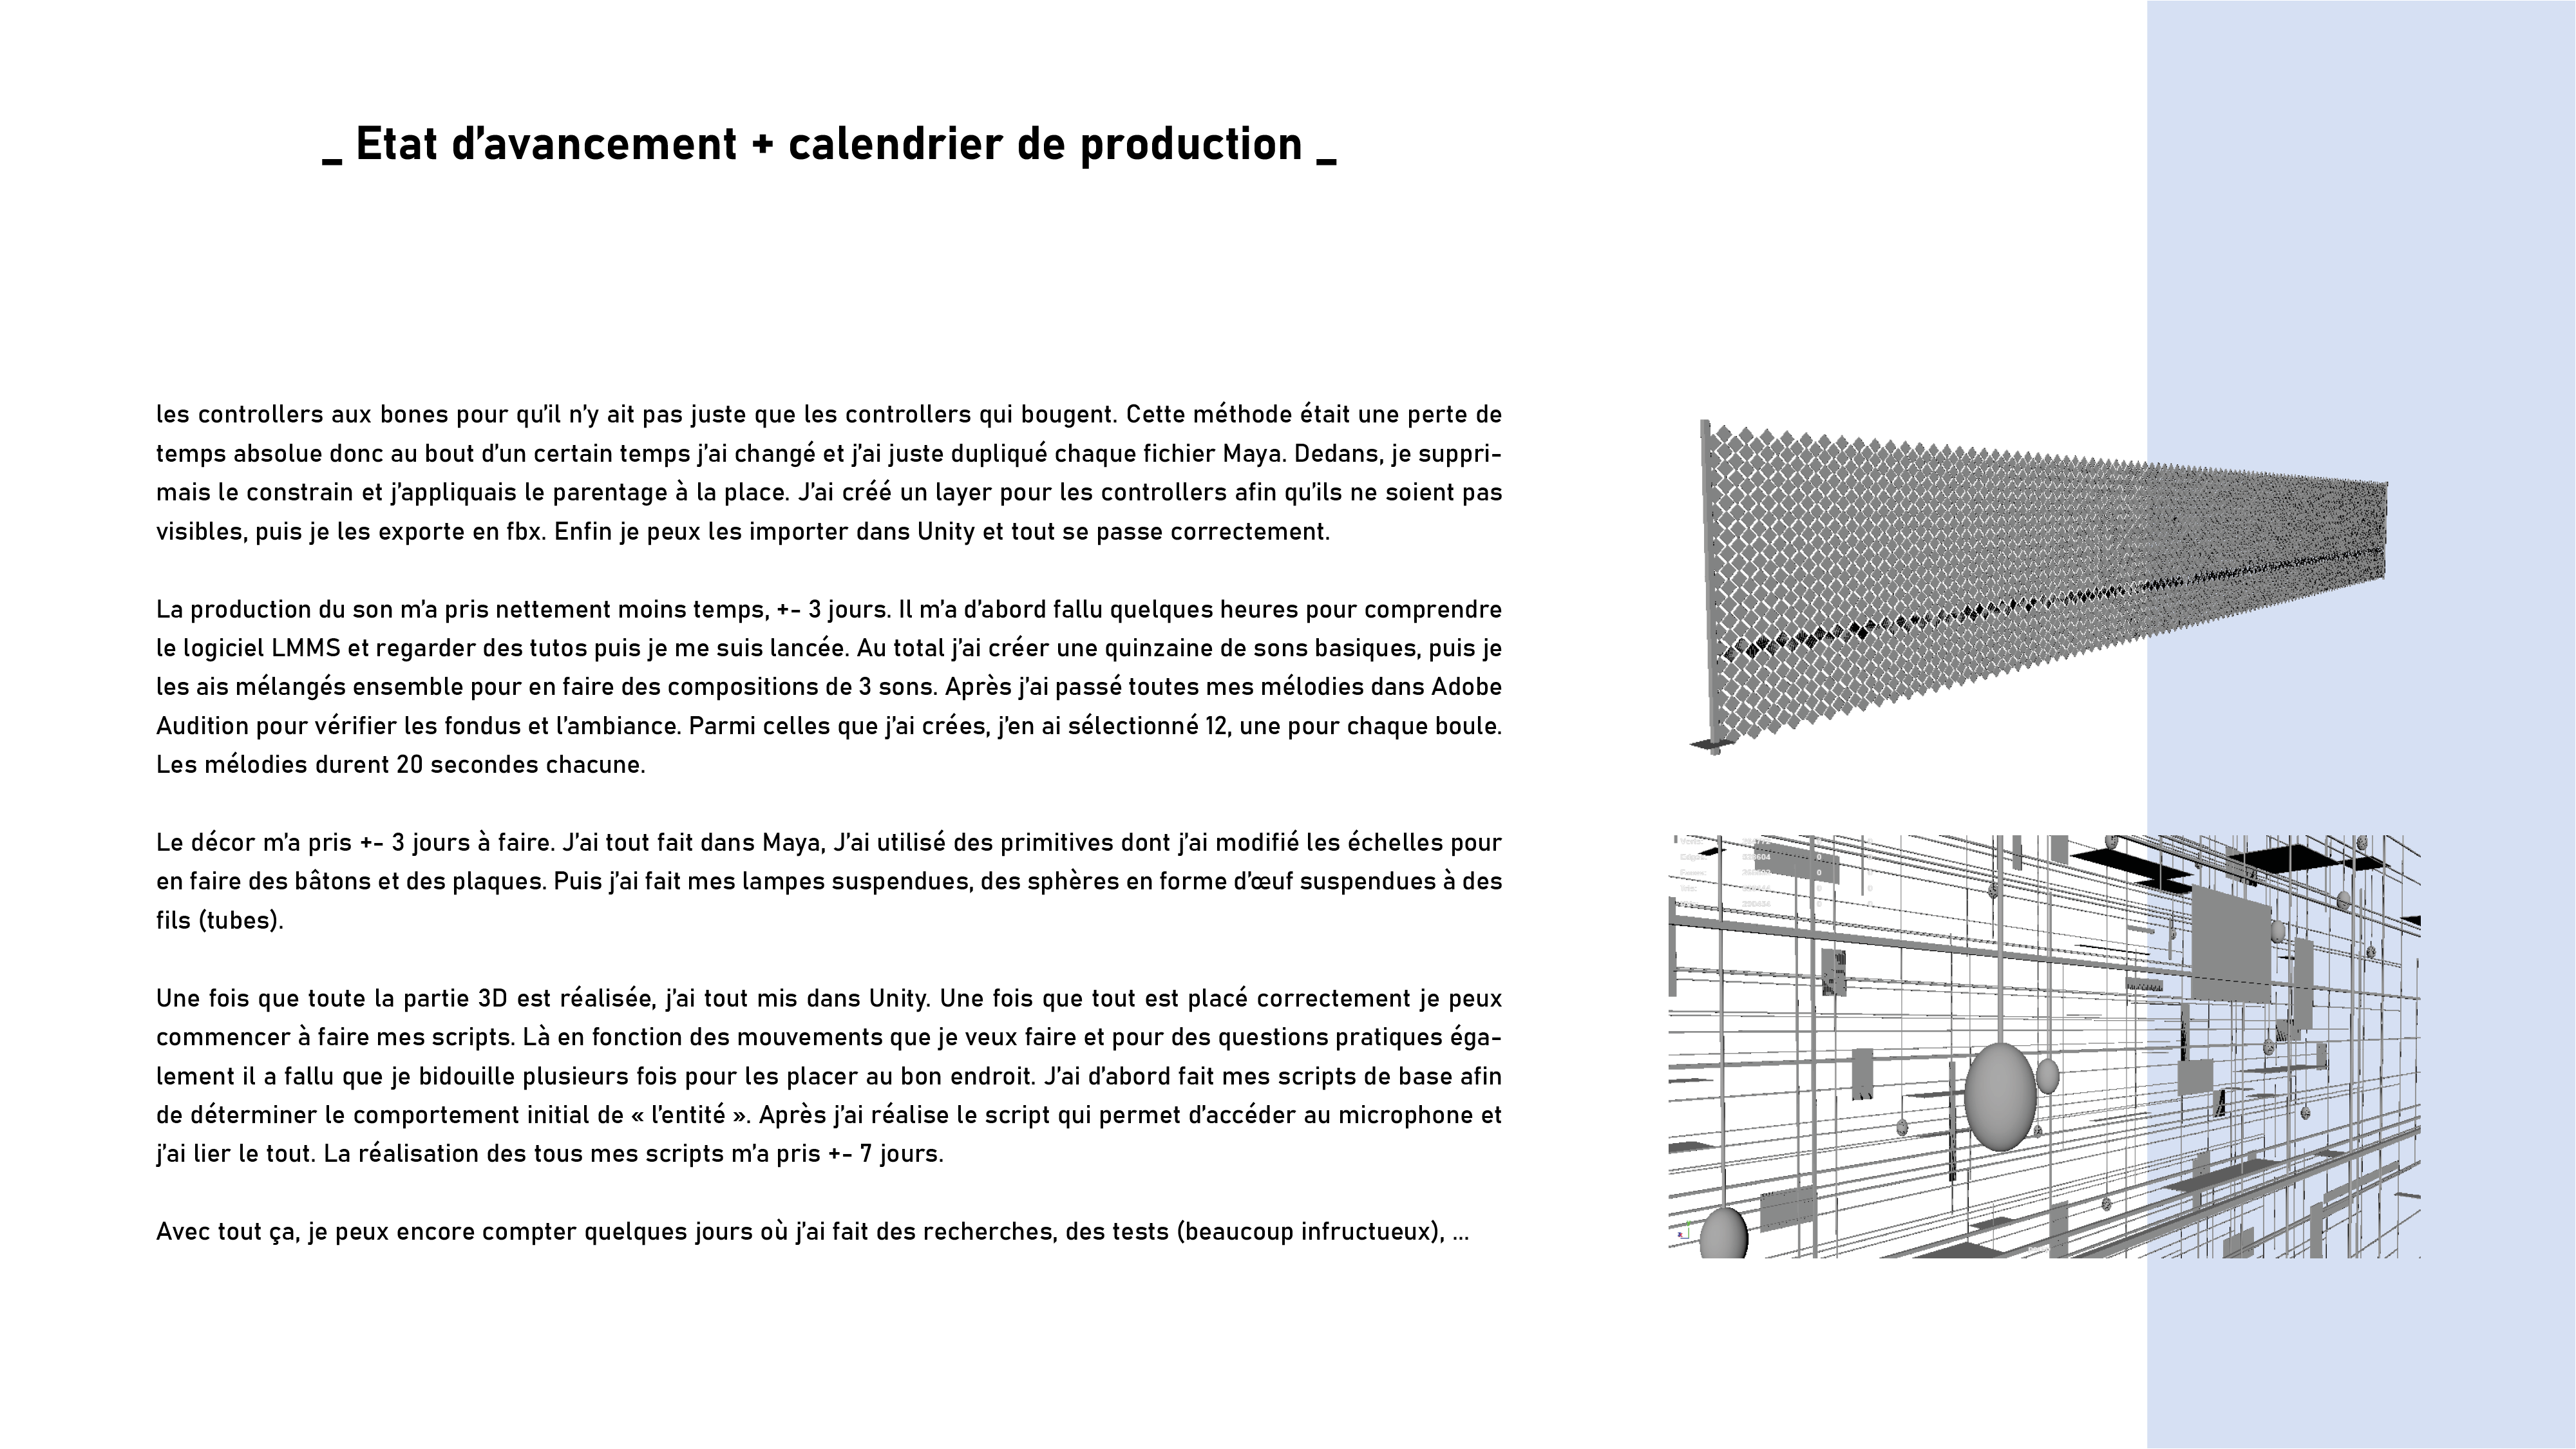 _ Etat d'avancement + calendrier de production _
les controllers aux bones pour qu'il n'y ait pas juste que les controllers qui bougent. Cette méthode était une perte de
temps absolue donc au bout d'un certain temps j'ai changé et j'ai juste dupliqué chaque fichier Maya. Dedans, je suppri-
mais le constrain et j'appliquais le parentage à la place. J'ai créé un layer pour les controllers afin qu'ils ne soient pas
visibles, puis je les exporte en fbx. Enfin je peux les importer dans Unity et tout se passe correctement.
La production du son m'a pris nettement moins temps, +- 3 jours. Il m'a d'abord fallu quelques heures pour comprendre
le logiciel LMMS et regarder des tutos puis je me suis lancée. Au total j'ai créer une quinzaine de sons basiques, puis je
les ais mélangés ensemble pour en faire des compositions de 3 sons. Après j'ai passé toutes mes mélodies dans Adobe
Audition pour vérifier les fondus et l'ambiance. Parmi celles que j'ai crées, j'en ai sélectionné 12, une pour chaque boule.
Les mélodies durent 20 secondes chacune.
Le décor m'a pris +- 3 jours à faire. J'ai tout fait dans Maya, J'ai utilisé des primitives dont j'ai modifié les échelles pour
en faire des bâtons et des plaques. Puis j'ai fait mes lampes suspendues, des sphères en forme d'œuf suspendues à des
fils (tubes).
Une fois que toute la partie 3D est réalisée, j'ai tout mis dans Unity. Une fois que tout est placé correctement je peux
commencer à faire mes scripts. Là en fonction des mouvements que je veux faire et pour des questions pratiques éga-
lement il a fallu que je bidouille plusieurs fois pour les placer au bon endroit. J'ai d'abord fait mes scripts de base afin
de déterminer le comportement initial de « l'entité ». Après j'ai réalise le script qui permet d'accéder au microphone et
j'ai lier le tout. La réalisation des tous mes scripts m'a pris +- 7 jours.
Avec tout ça, je peux encore compter quelques jours où j'ai fait des recherches, des tests (beaucoup infructueux), ...